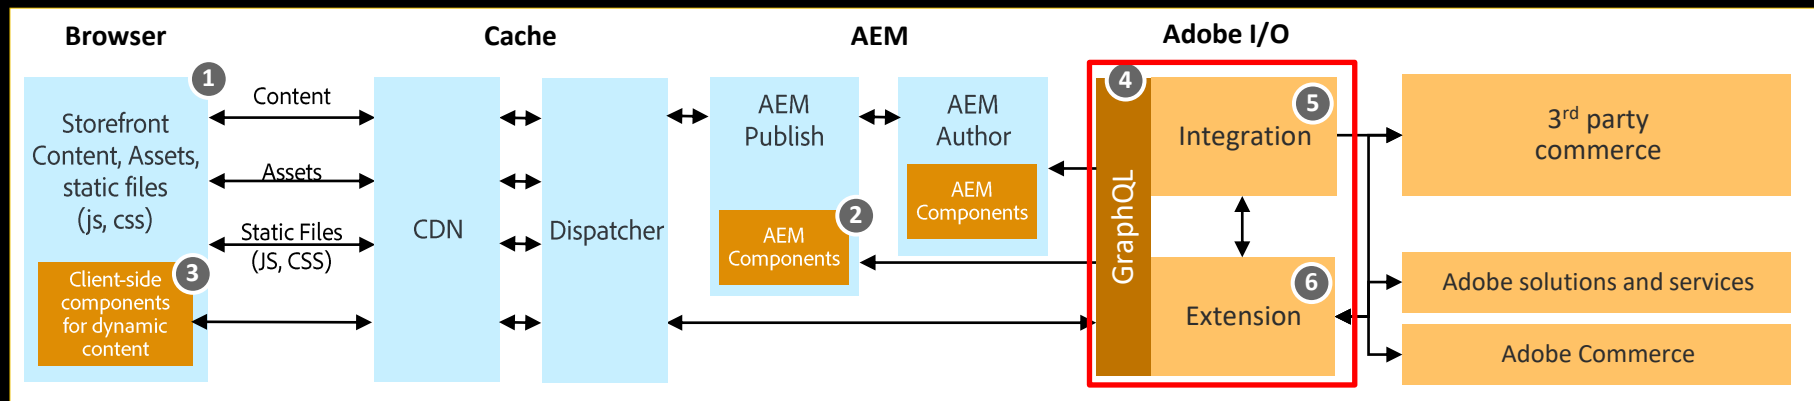 Browser
Cache
AEM
Adobe I/O
1
Storefront
Content, Assets,
static files
(js, css)
3
Client-side
components
for dynamic
content
Content
Assets
Static Files
(JS, CSS)
CDN
Dispatcher
AEM
Publish
2
AEM
Components
AEM
Author
AEM
Components
4
GraphQL
5
Integration
6
Extension
3rd party
commerce
Adobe solutions and services
Adobe Commerce